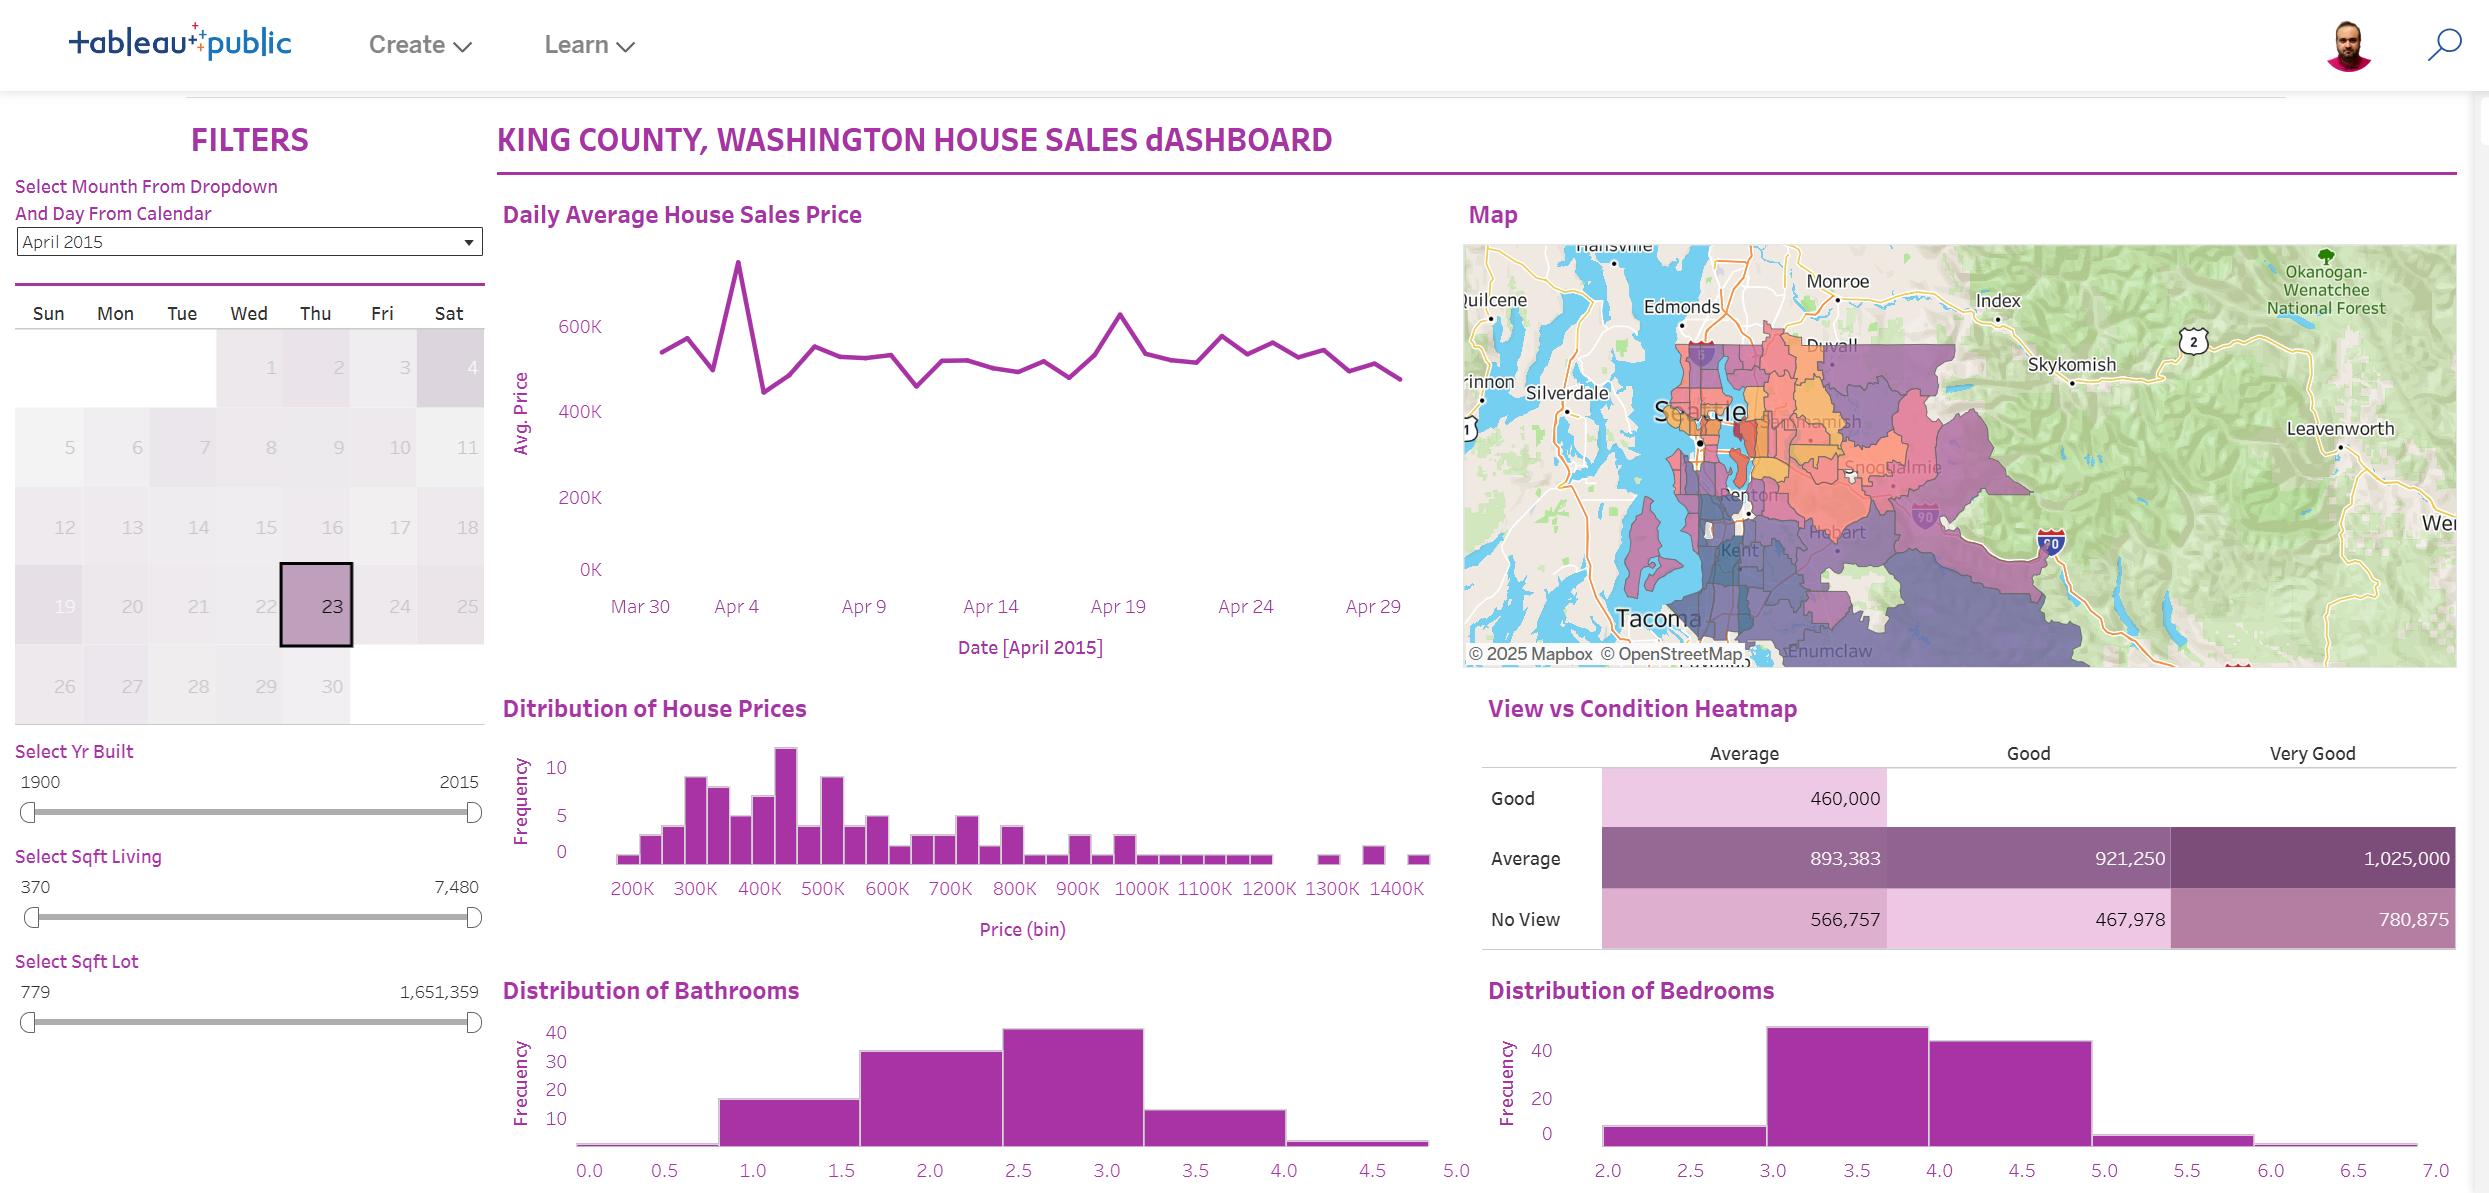 tableau public
Create
Learn
FILTERS
Select Mounth From Dropdown
And Day From Calendar
April 2015
Sun Mon Tue Wed Thu Fri Sat
1 2 3 4
5 6 7 8 9 10 11
12 13 14 15 16 17 18
19 20 21 22 23 24 25
26 27 28 29 30
Select Yr Built
1900 2015
Select Sqft Living
370 7,480
Select Sqft Lot
779 1,651,359
KING COUNTY, WASHINGTON HOUSE SALES dASHBOARD
Daily Average House Sales Price
Avg. Price
600K
400K
200K
0K
Mar 30 Apr 4 Apr 9 Apr 14 Apr 19 Apr 24 Apr 29
Date [April 2015]
Map
Hansville
Quilcene
Edmonds
Monroe
Index
Okanogan-
Wenatchee
National Forest
2
5
Duvall
Skykomish
rinnon
Silverdale
Seattle
Sammamish
1
Leavenworth
Snoqualmie
Renton
90
Hobart
90
Kent
Wen
Tacoma
Enumclaw
© 2025 Mapbox © OpenStreetMap
Ditribution of House Prices
Frequency
10
5
0
200K 300K 400K 500K 600K 700K 800K 900K 1000K 1100K 1200K 1300K 1400K
Price (bin)
View vs Condition Heatmap
Average Good Very Good
Good 460,000
Average 893,383 921,250 1,025,000
No View 566,757 467,978 780,875
Distribution of Bathrooms
Frecuency
40
30
20
10
0.0 0.5 1.0 1.5 2.0 2.5 3.0 3.5 4.0 4.5 5.0
Distribution of Bedrooms
Frecuency
40
20
0
2.0 2.5 3.0 3.5 4.0 4.5 5.0 5.5 6.0 6.5 7.0